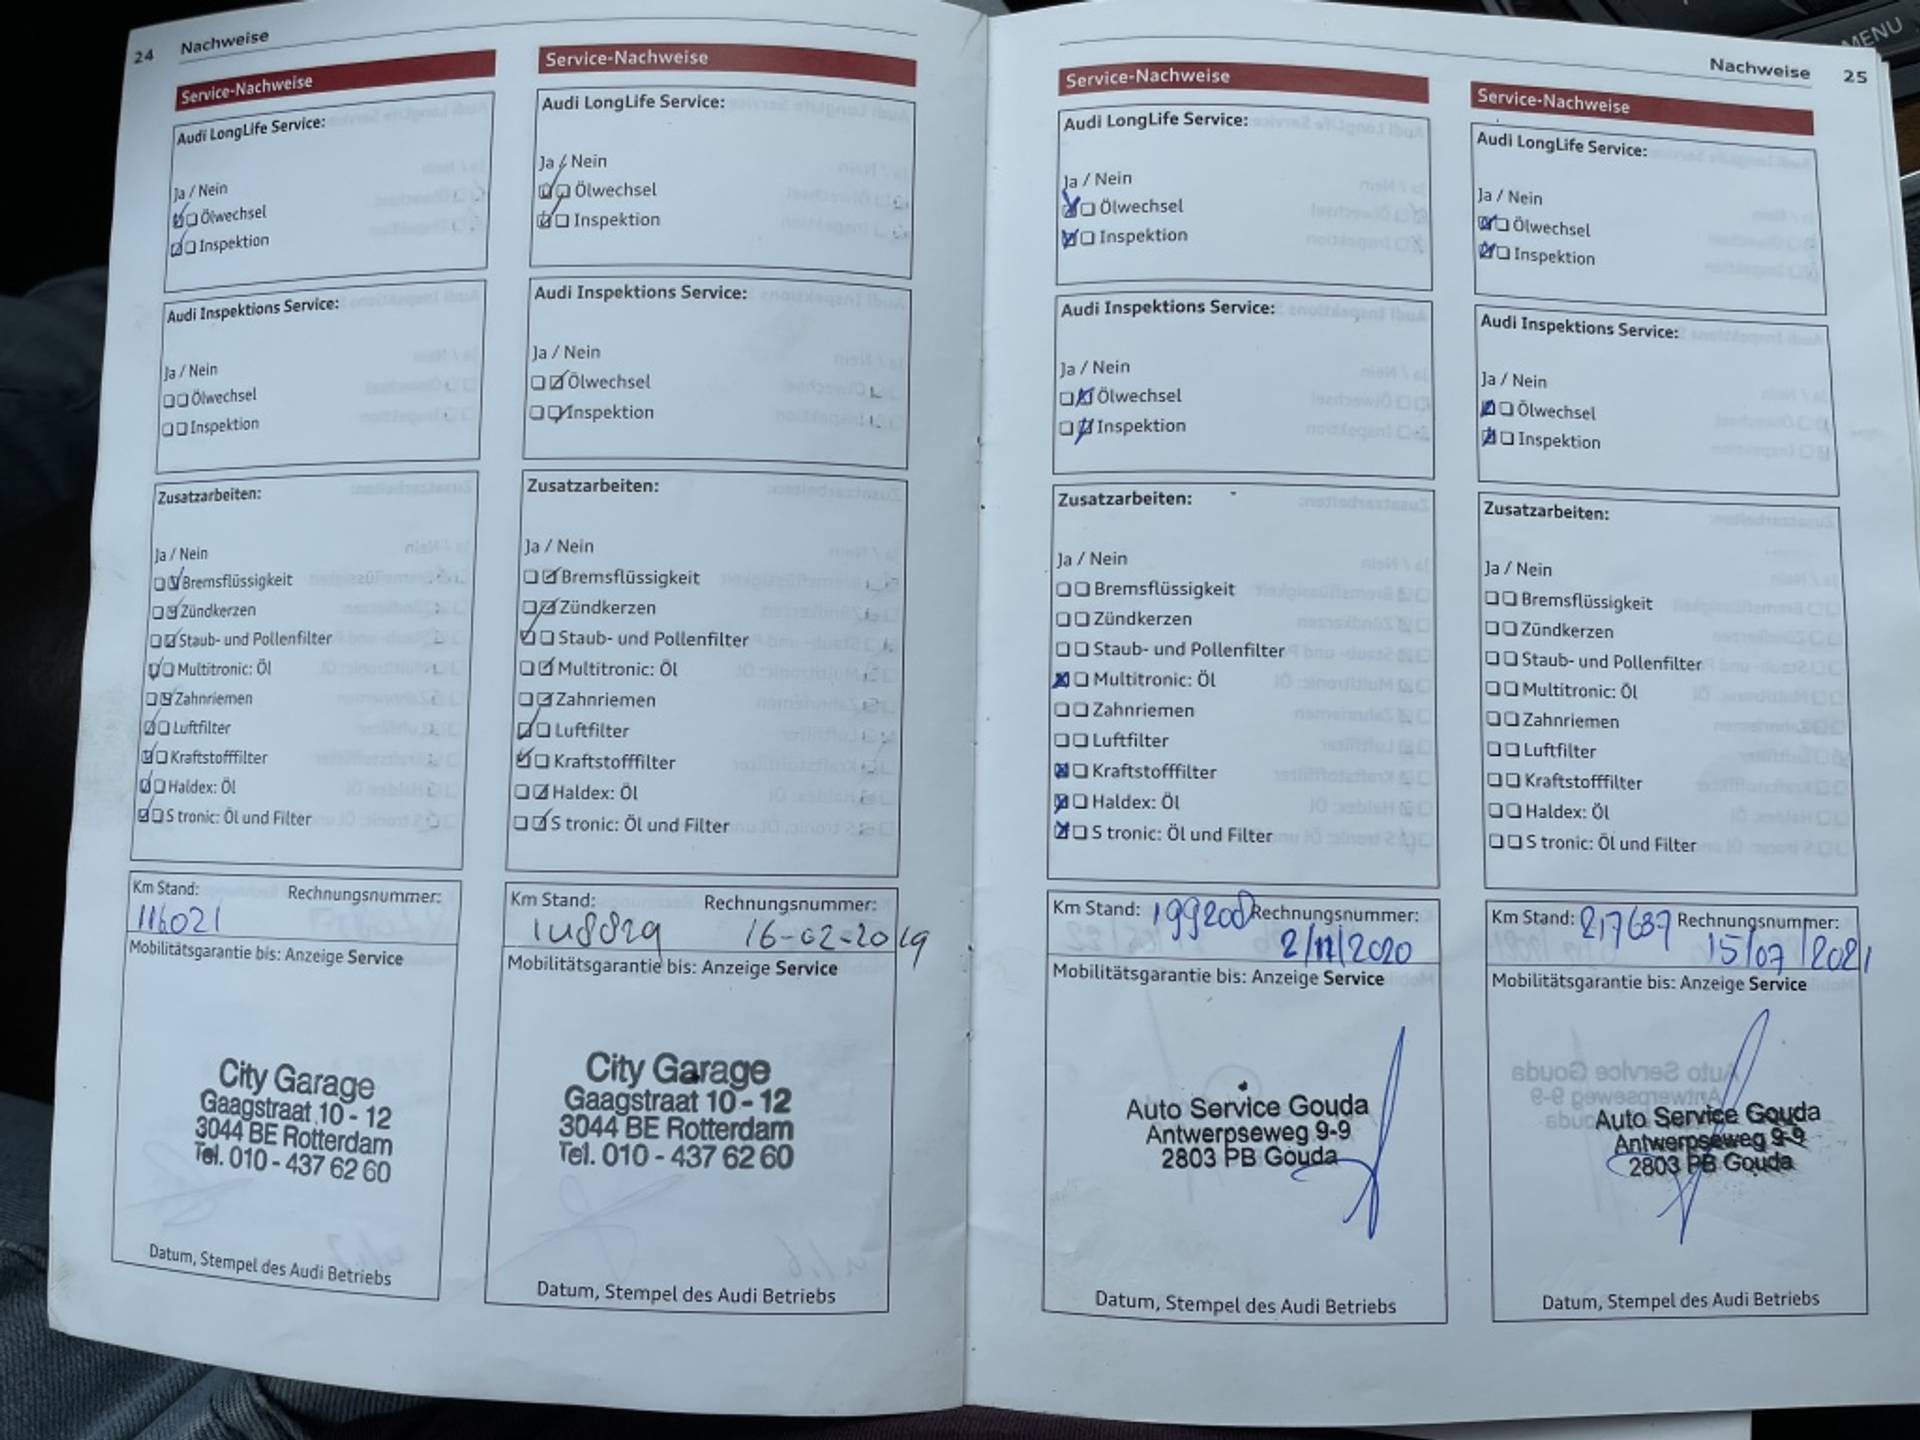 24 Nachweise
Service-Nachweise
Audi LongLife Service:
Ja / Nein
Ölwechsel
Inspektion
Audi Inspektions Service:
Ja / Nein
Ölwechsel
Inspektion
Zusatzarbeiten:
Ja / Nein
Bremsflüssigkeit
Zündkerzen
Staub- und Pollenfilter
Multitronic: Öl
Zahnriemen
Luftfilter
Kraftstofffilter
Haldex: Öl
S tronic: Öl und Filter
Km Stand: Rechnungsnummer:
116021
Mobilitätsgarantie bis: Anzeige Service
City Garage
Gaagstraat 10 - 12
3044 BE Rotterdam
Tel. 010 - 437 62 60
Datum, Stempel des Audi Betriebs
Service-Nachweise
Audi LongLife Service:
Ja / Nein
Ölwechsel
Inspektion
Audi Inspektions Service:
Ja / Nein
Ölwechsel
Inspektion
Zusatzarbeiten:
Ja / Nein
Bremsflüssigkeit
Zündkerzen
Staub- und Pollenfilter
Multitronic: Öl
Zahnriemen
Luftfilter
Kraftstofffilter
Haldex: Öl
S tronic: Öl und Filter
Km Stand: Rechnungsnummer:
148829 16-02-2019
Mobilitätsgarantie bis: Anzeige Service
City Garage
Gaagstraat 10 - 12
3044 BE Rotterdam
Tel. 010 - 437 62 60
Datum, Stempel des Audi Betriebs
Service-Nachweise
Audi LongLife Service:
Ja / Nein
Ölwechsel
Inspektion
Audi Inspektions Service:
Ja / Nein
Ölwechsel
Inspektion
Zusatzarbeiten:
Ja / Nein
Bremsflüssigkeit
Zündkerzen
Staub- und Pollenfilter
Multitronic: Öl
Zahnriemen
Luftfilter
Kraftstofffilter
Haldex: Öl
S tronic: Öl und Filter
Km Stand: 199208 Rechnungsnummer:
2/11/2020
Mobilitätsgarantie bis: Anzeige Service
Auto Service Gouda
Antwerpseweg 9-9
2803 PB Gouda
Datum, Stempel des Audi Betriebs
Nachweise 25
Service-Nachweise
Audi LongLife Service:
Ja / Nein
Ölwechsel
Inspektion
Audi Inspektions Service:
Ja / Nein
Ölwechsel
Inspektion
Zusatzarbeiten:
Ja / Nein
Bremsflüssigkeit
Zündkerzen
Staub- und Pollenfilter
Multitronic: Öl
Zahnriemen
Luftfilter
Kraftstofffilter
Haldex: Öl
S tronic: Öl und Filter
Km Stand: 217637 Rechnungsnummer:
15/07/2021
Mobilitätsgarantie bis: Anzeige Service
Auto Service Gouda
Antwerpseweg 9-9
2803 PB Gouda
Datum, Stempel des Audi Betriebs
MENU